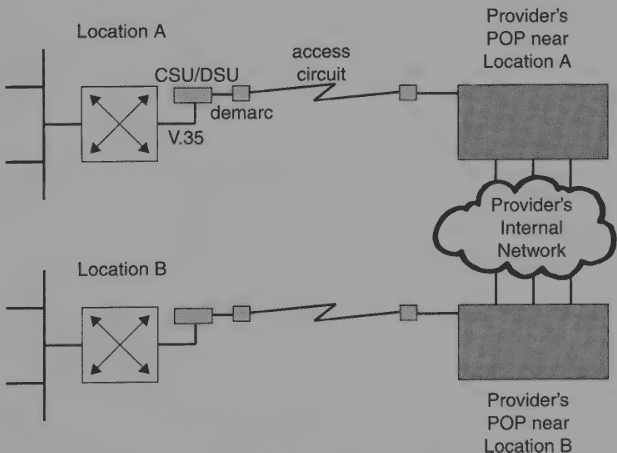 Location A
CSU/DSU
demarc
V.35
access
circuit
Provider's
POP near
Location A
Provider's
Internal
Network
Location B
Provider's
POP near
Location B